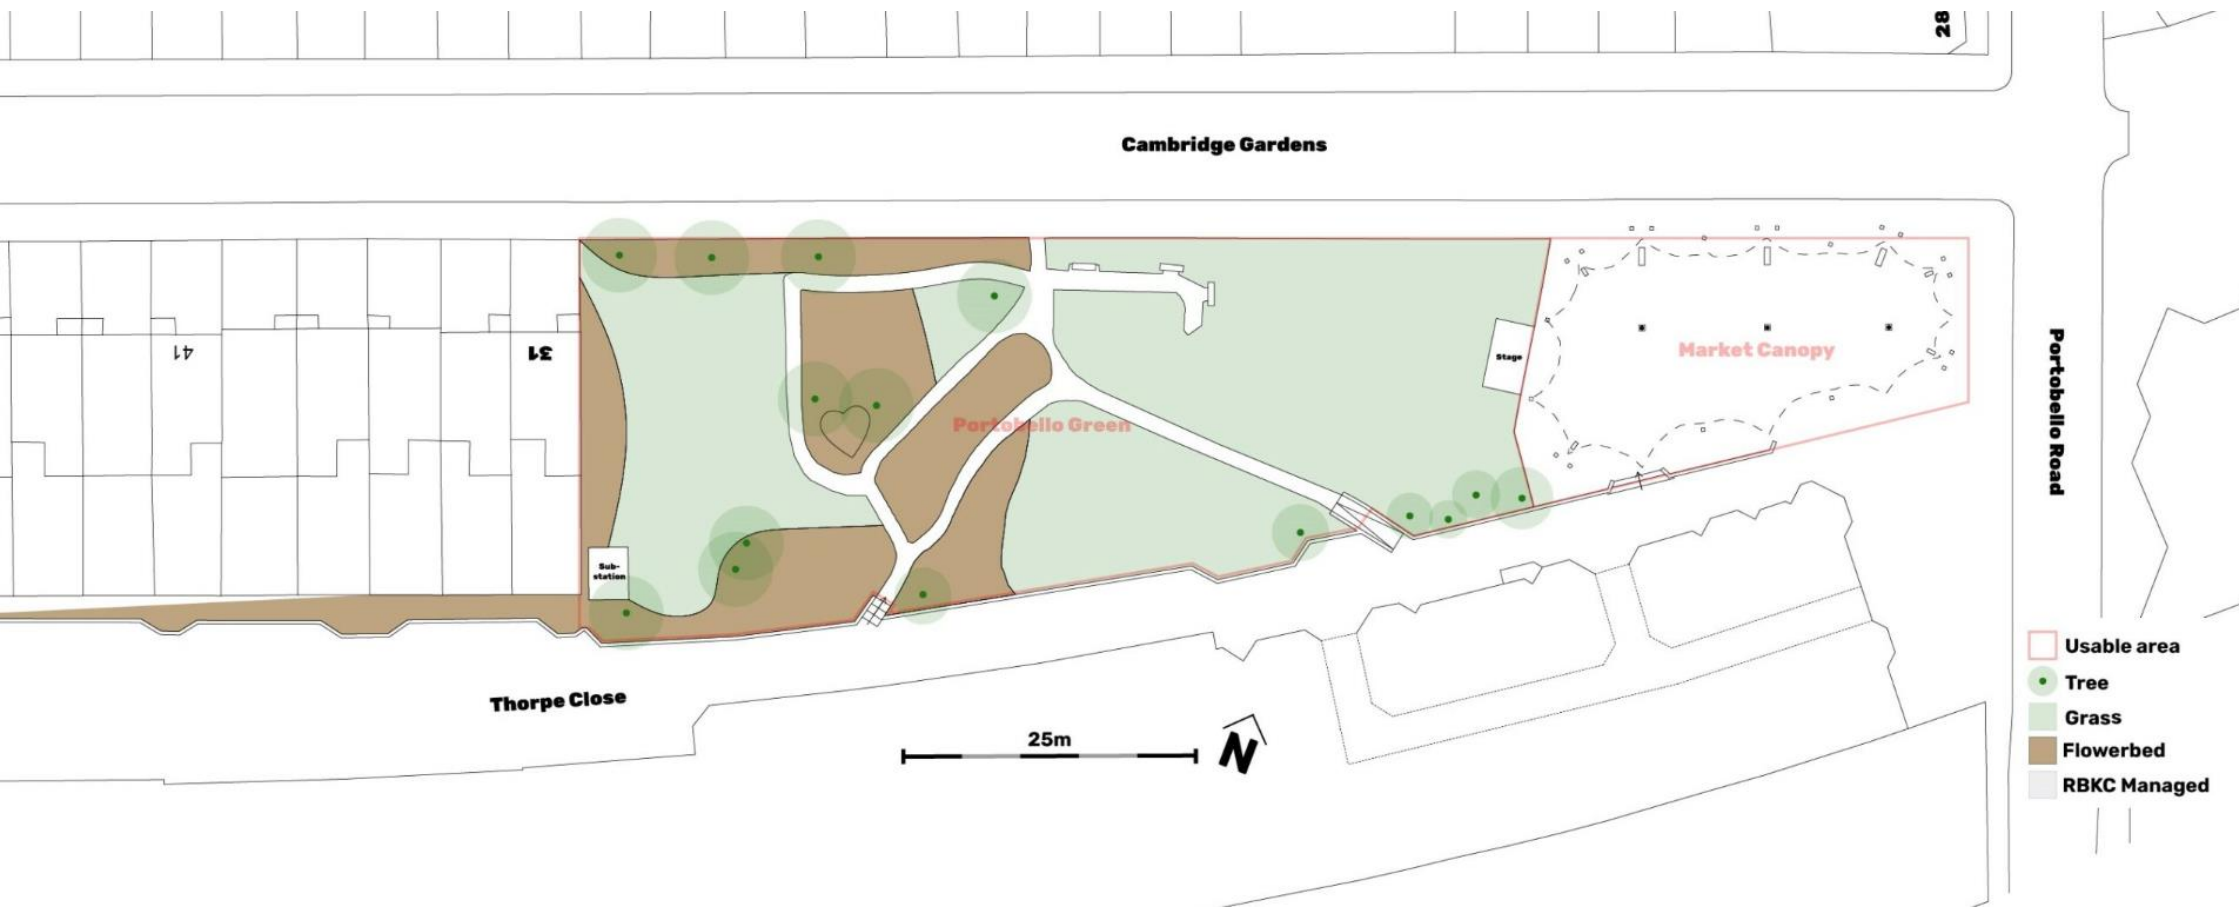 28
Cambridge Gardens
41
31
Stage
Market Canopy
Portobello Green
Portobello Road
Sub-
station
Thorpe Close
25m
N
Usable area
Tree
Grass
Flowerbed
RBKC Managed